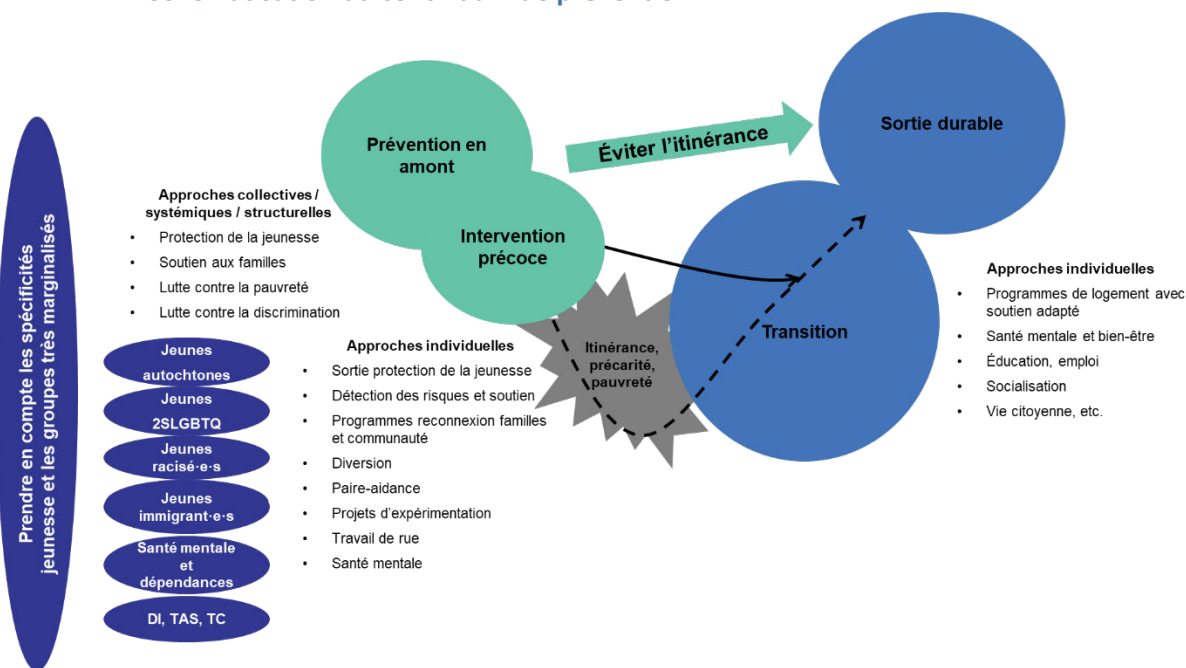 Prendre en compte les spécificités
jeunesse et les groupes très marginalisés
Prévention en
amont
Intervention
précoce
Éviter l'itinérance
Sortie durable
Transition
Itinérance,
précarité,
pauvreté
Approches collectives /
systémiques / structurelles
• Protection de la jeunesse
• Soutien aux familles
• Lutte contre la pauvreté
• Lutte contre la discrimination
Jeunes
autochtones
Jeunes
2SLGBTQ
Jeunes
racisé·e·s
Jeunes
immigrant·e·s
Santé mentale
et
dépendances
DI, TAS, TC
Approches individuelles
• Sortie protection de la jeunesse
• Détection des risques et soutien
• Programmes reconnexion familles
et communauté
• Diversion
• Paire-aidance
• Projets d'expérimentation
• Travail de rue
• Santé mentale
Approches individuelles
• Programmes de logement avec
soutien adapté
• Santé mentale et bien-être
• Éducation, emploi
• Socialisation
• Vie citoyenne, etc.